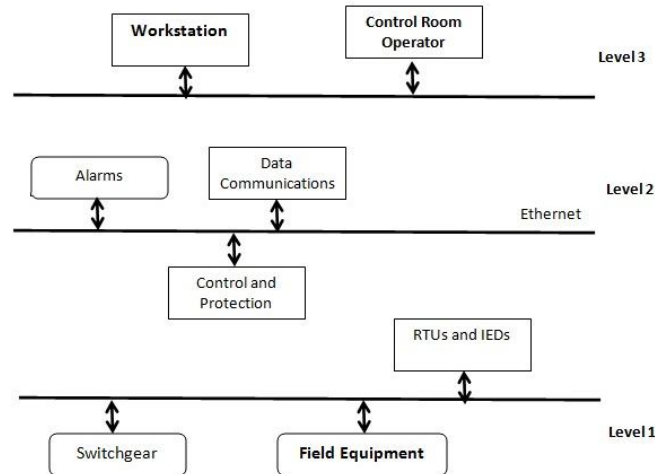 Workstation
Control Room
Operator
Level 3
Alarms
Data
Communications
Level 2
Ethernet
Control and
Protection
RTUs and IEDs
Switchgear
Field Equipment
Level 1